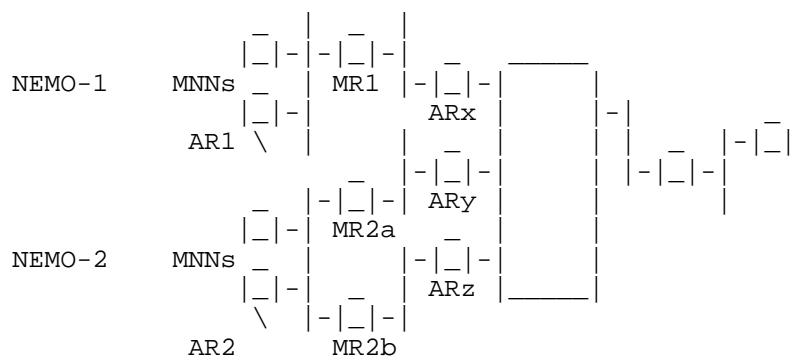 NEMO-1 MNNs MR1
ARx
AR1
ARy
MR2a
NEMO-2 MNNs
ARz
AR2 MR2b